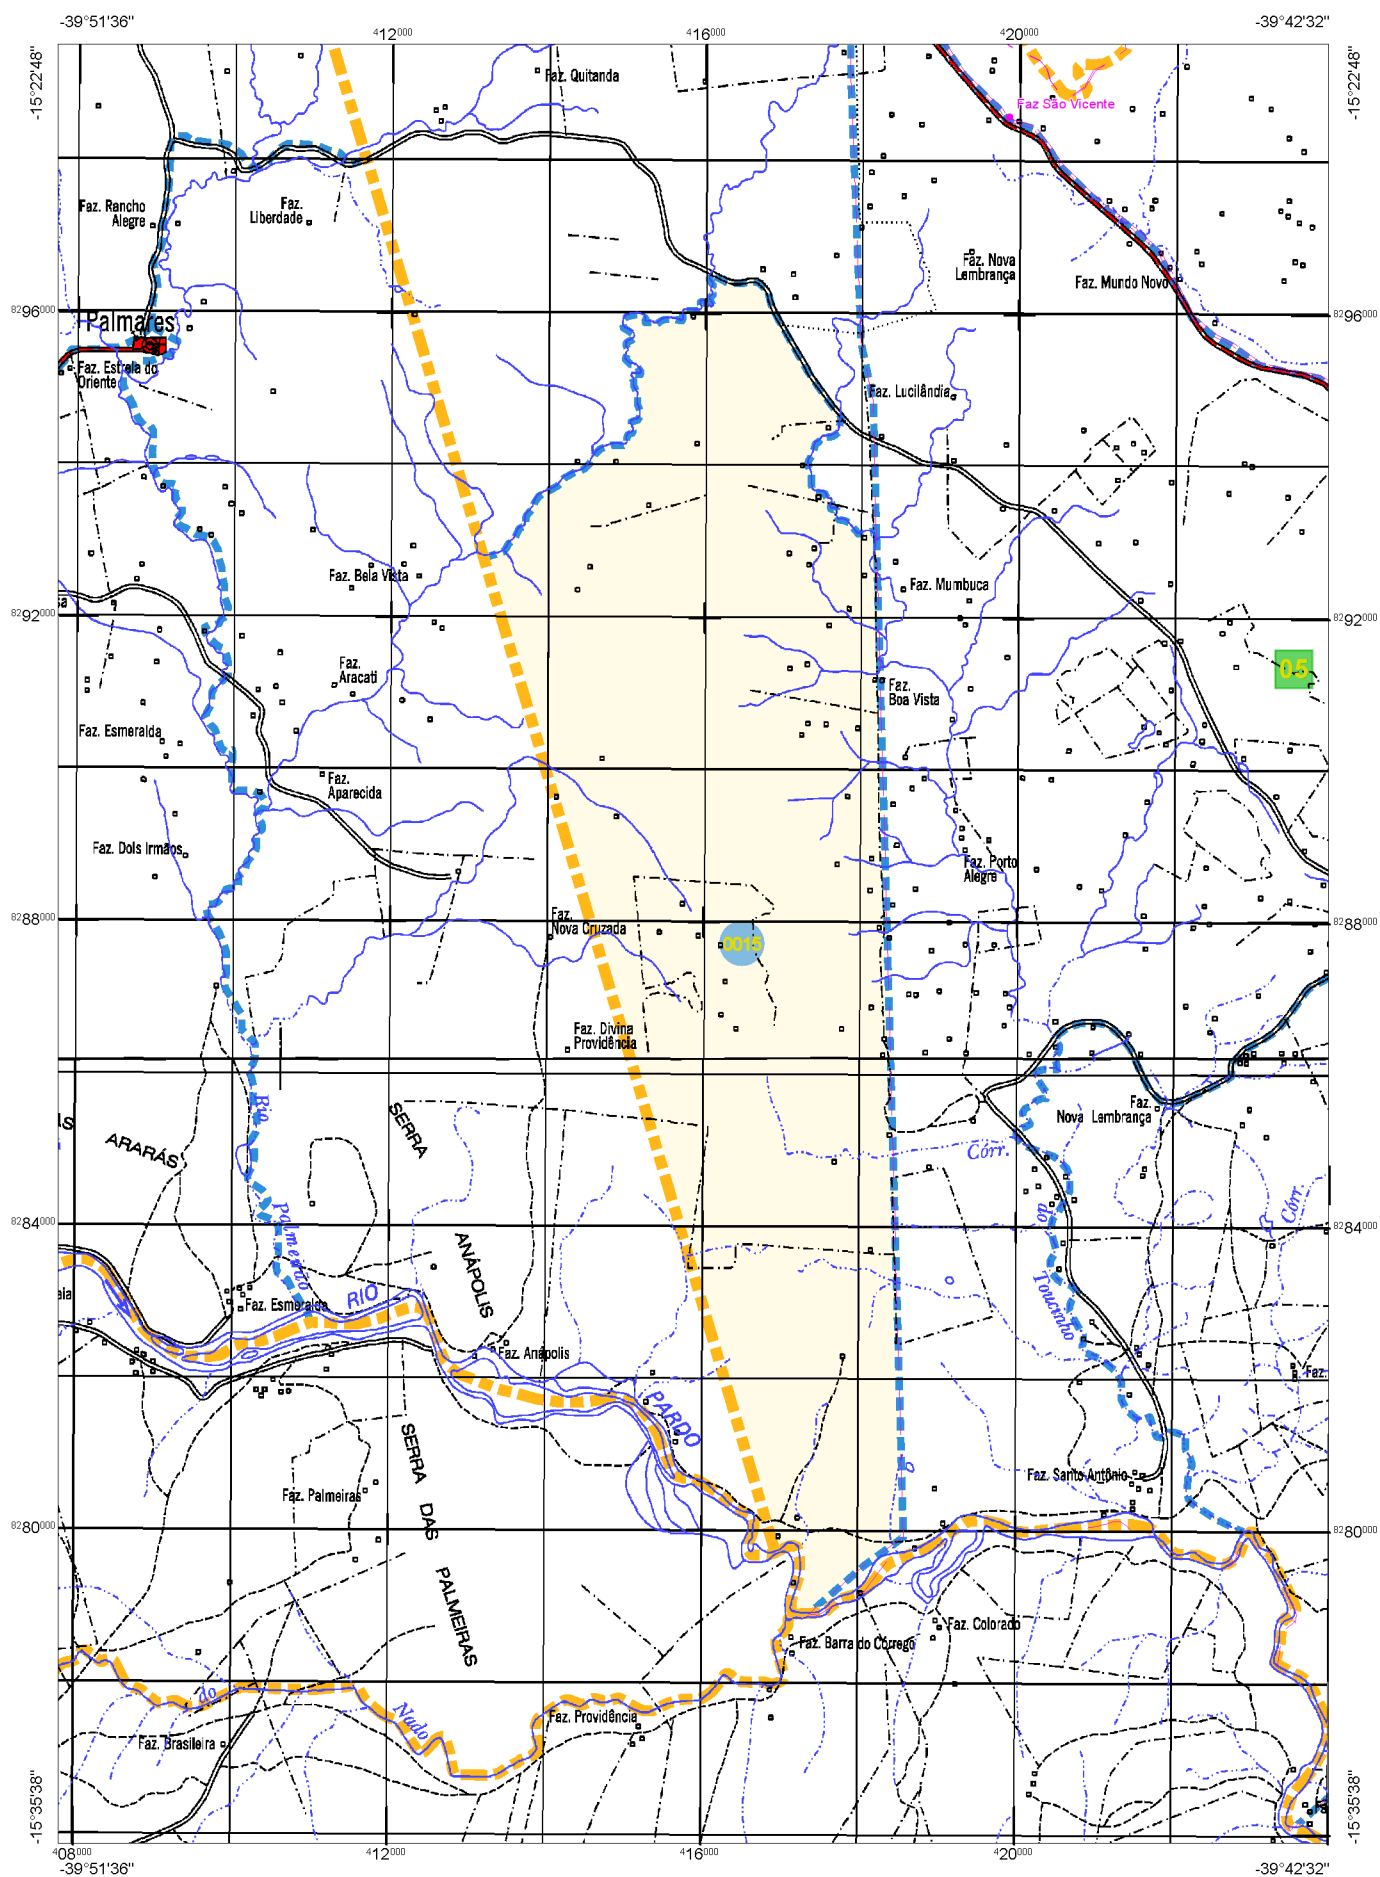 -39°51'36"
-39°42'32"
412000
416000
420000
-15°22'48"
-15°22'48"
Faz. Quitanda
Faz São Vicente
Faz. Rancho
Alegre
Faz.
Liberdade
Faz. Nova
Lembrança
Faz. Mundo Novo
8296000
8296000
Palmares
Faz. Estrela do
Oriente
Faz. Lucilândia
Faz. Bela Vista
Faz. Mumbuca
8292000
8292000
Faz.
Aracati
05
Faz.
Boa Vista
Faz. Esmeralda
Faz.
Aparecida
Faz. Dois Irmãos
Faz. Porto
Alegre
8288000
8288000
Faz.
Nova Cruzada
0015
Faz. Divina
Providência
Rio
Palmeirão
SERRA
ANÁPOLIS
ARARÁS
Faz.
Nova Lembrança
Córr.
do
Toucinho
Córr
8284000
8284000
RIO
Faz. Esmeralda
Faz. Anápolis
Faz.
PARDO
SERRA
DAS
PALMEIRAS
Faz. Palmeiras
Faz. Santo Antônio
8280000
8280000
Faz. Colorado
Faz. Barra do Córrego
do
Nado
Faz. Providência
Faz. Brasileira
-15°35'38"
-15°35'38"
408000
412000
416000
420000
-39°51'36"
-39°42'32"